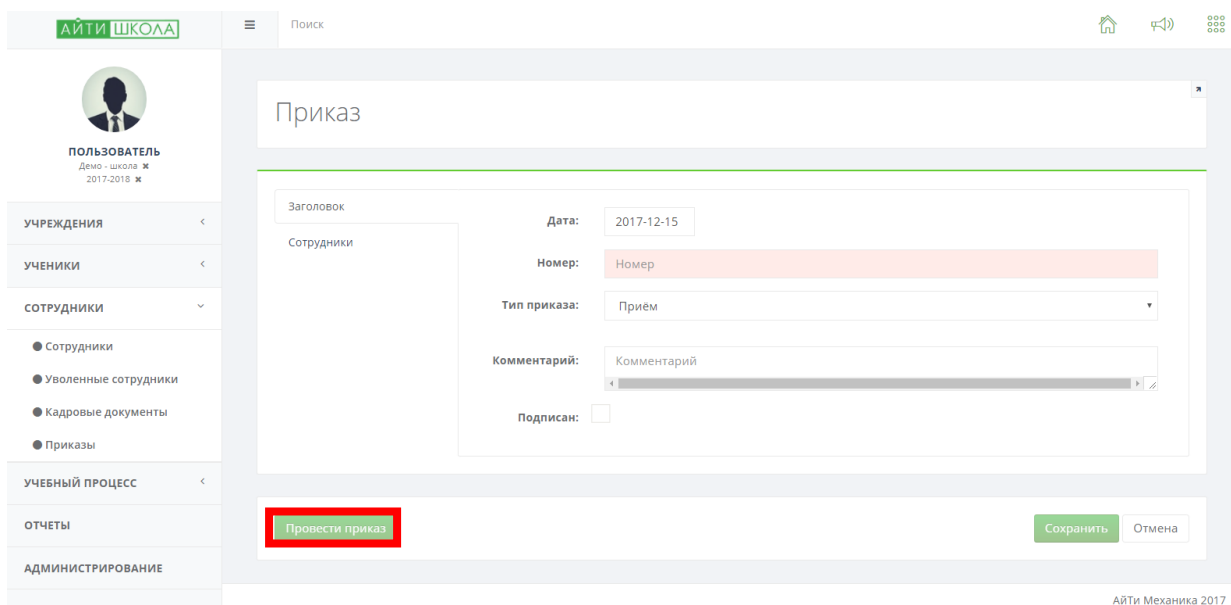 АЙТИ ШКОЛА
Поиск
ПОЛЬЗОВАТЕЛЬ
Демо - школа ✖
2017-2018 ✖
УЧРЕЖДЕНИЯ
УЧЕНИКИ
СОТРУДНИКИ
Сотрудники
Уволенные сотрудники
Кадровые документы
Приказы
УЧЕБНЫЙ ПРОЦЕСС
ОТЧЕТЫ
АДМИНИСТРИРОВАНИЕ
Приказ
Заголовок
Сотрудники
Дата: 2017-12-15
Номер: Номер
Тип приказа: Приём
Комментарий: Комментарий
Подписан:
Провести приказ
Сохранить Отмена
АйТи Механика 2017